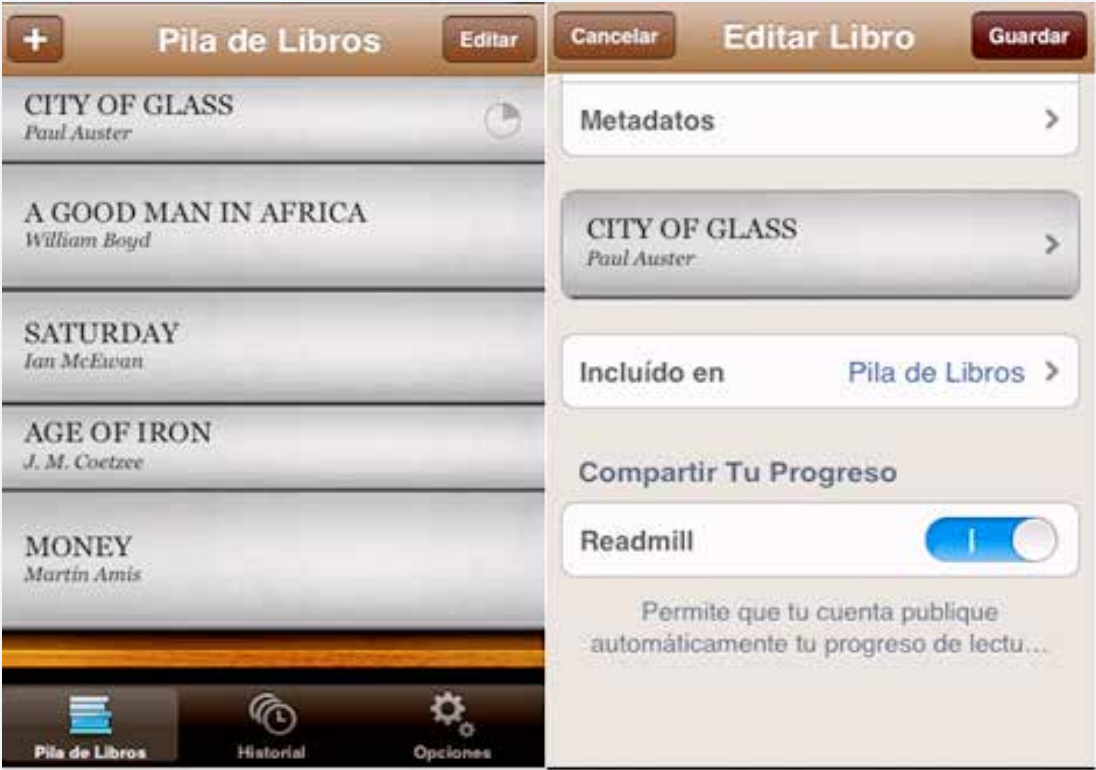 Pila de Libros
Editar
CITY OF GLASS
Paul Auster
A GOOD MAN IN AFRICA
William Boyd
SATURDAY
Ian McEwan
AGE OF IRON
J. M. Coetzee
MONEY
Martin Amis
Pila de Libros
Historial
Opciones
Cancelar
Editar Libro
Guardar
Metadatos
CITY OF GLASS
Paul Auster
Incluído en
Pila de Libros
Compartir Tu Progreso
Readmill
Permite que tu cuenta publique
automáticamente tu progreso de lectu...